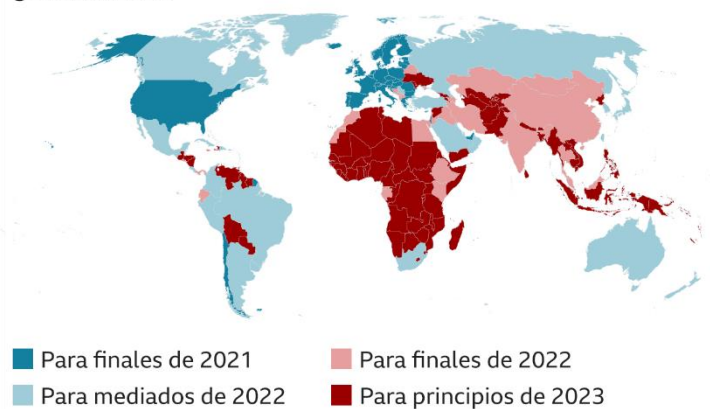 Para finales de 2021
Para finales de 2022
Para mediados de 2022
Para principios de 2023